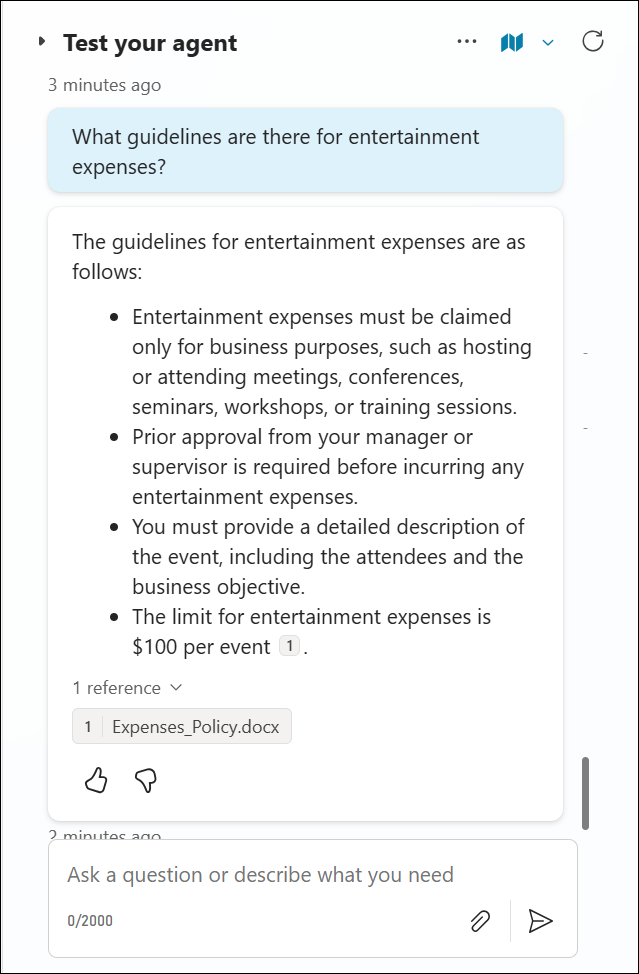 Test your agent
3 minutes ago
What guidelines are there for entertainment
expenses?
The guidelines for entertainment expenses are as
follows:
• Entertainment expenses must be claimed
only for business purposes, such as hosting
or attending meetings, conferences,
seminars, workshops, or training sessions.
• Prior approval from your manager or
supervisor is required before incurring any
entertainment expenses.
• You must provide a detailed description of
the event, including the attendees and the
business objective.
• The limit for entertainment expenses is
$100 per event 1 .
1 reference
1 Expenses_Policy.docx
2 minutes ago
Ask a question or describe what you need
0/2000